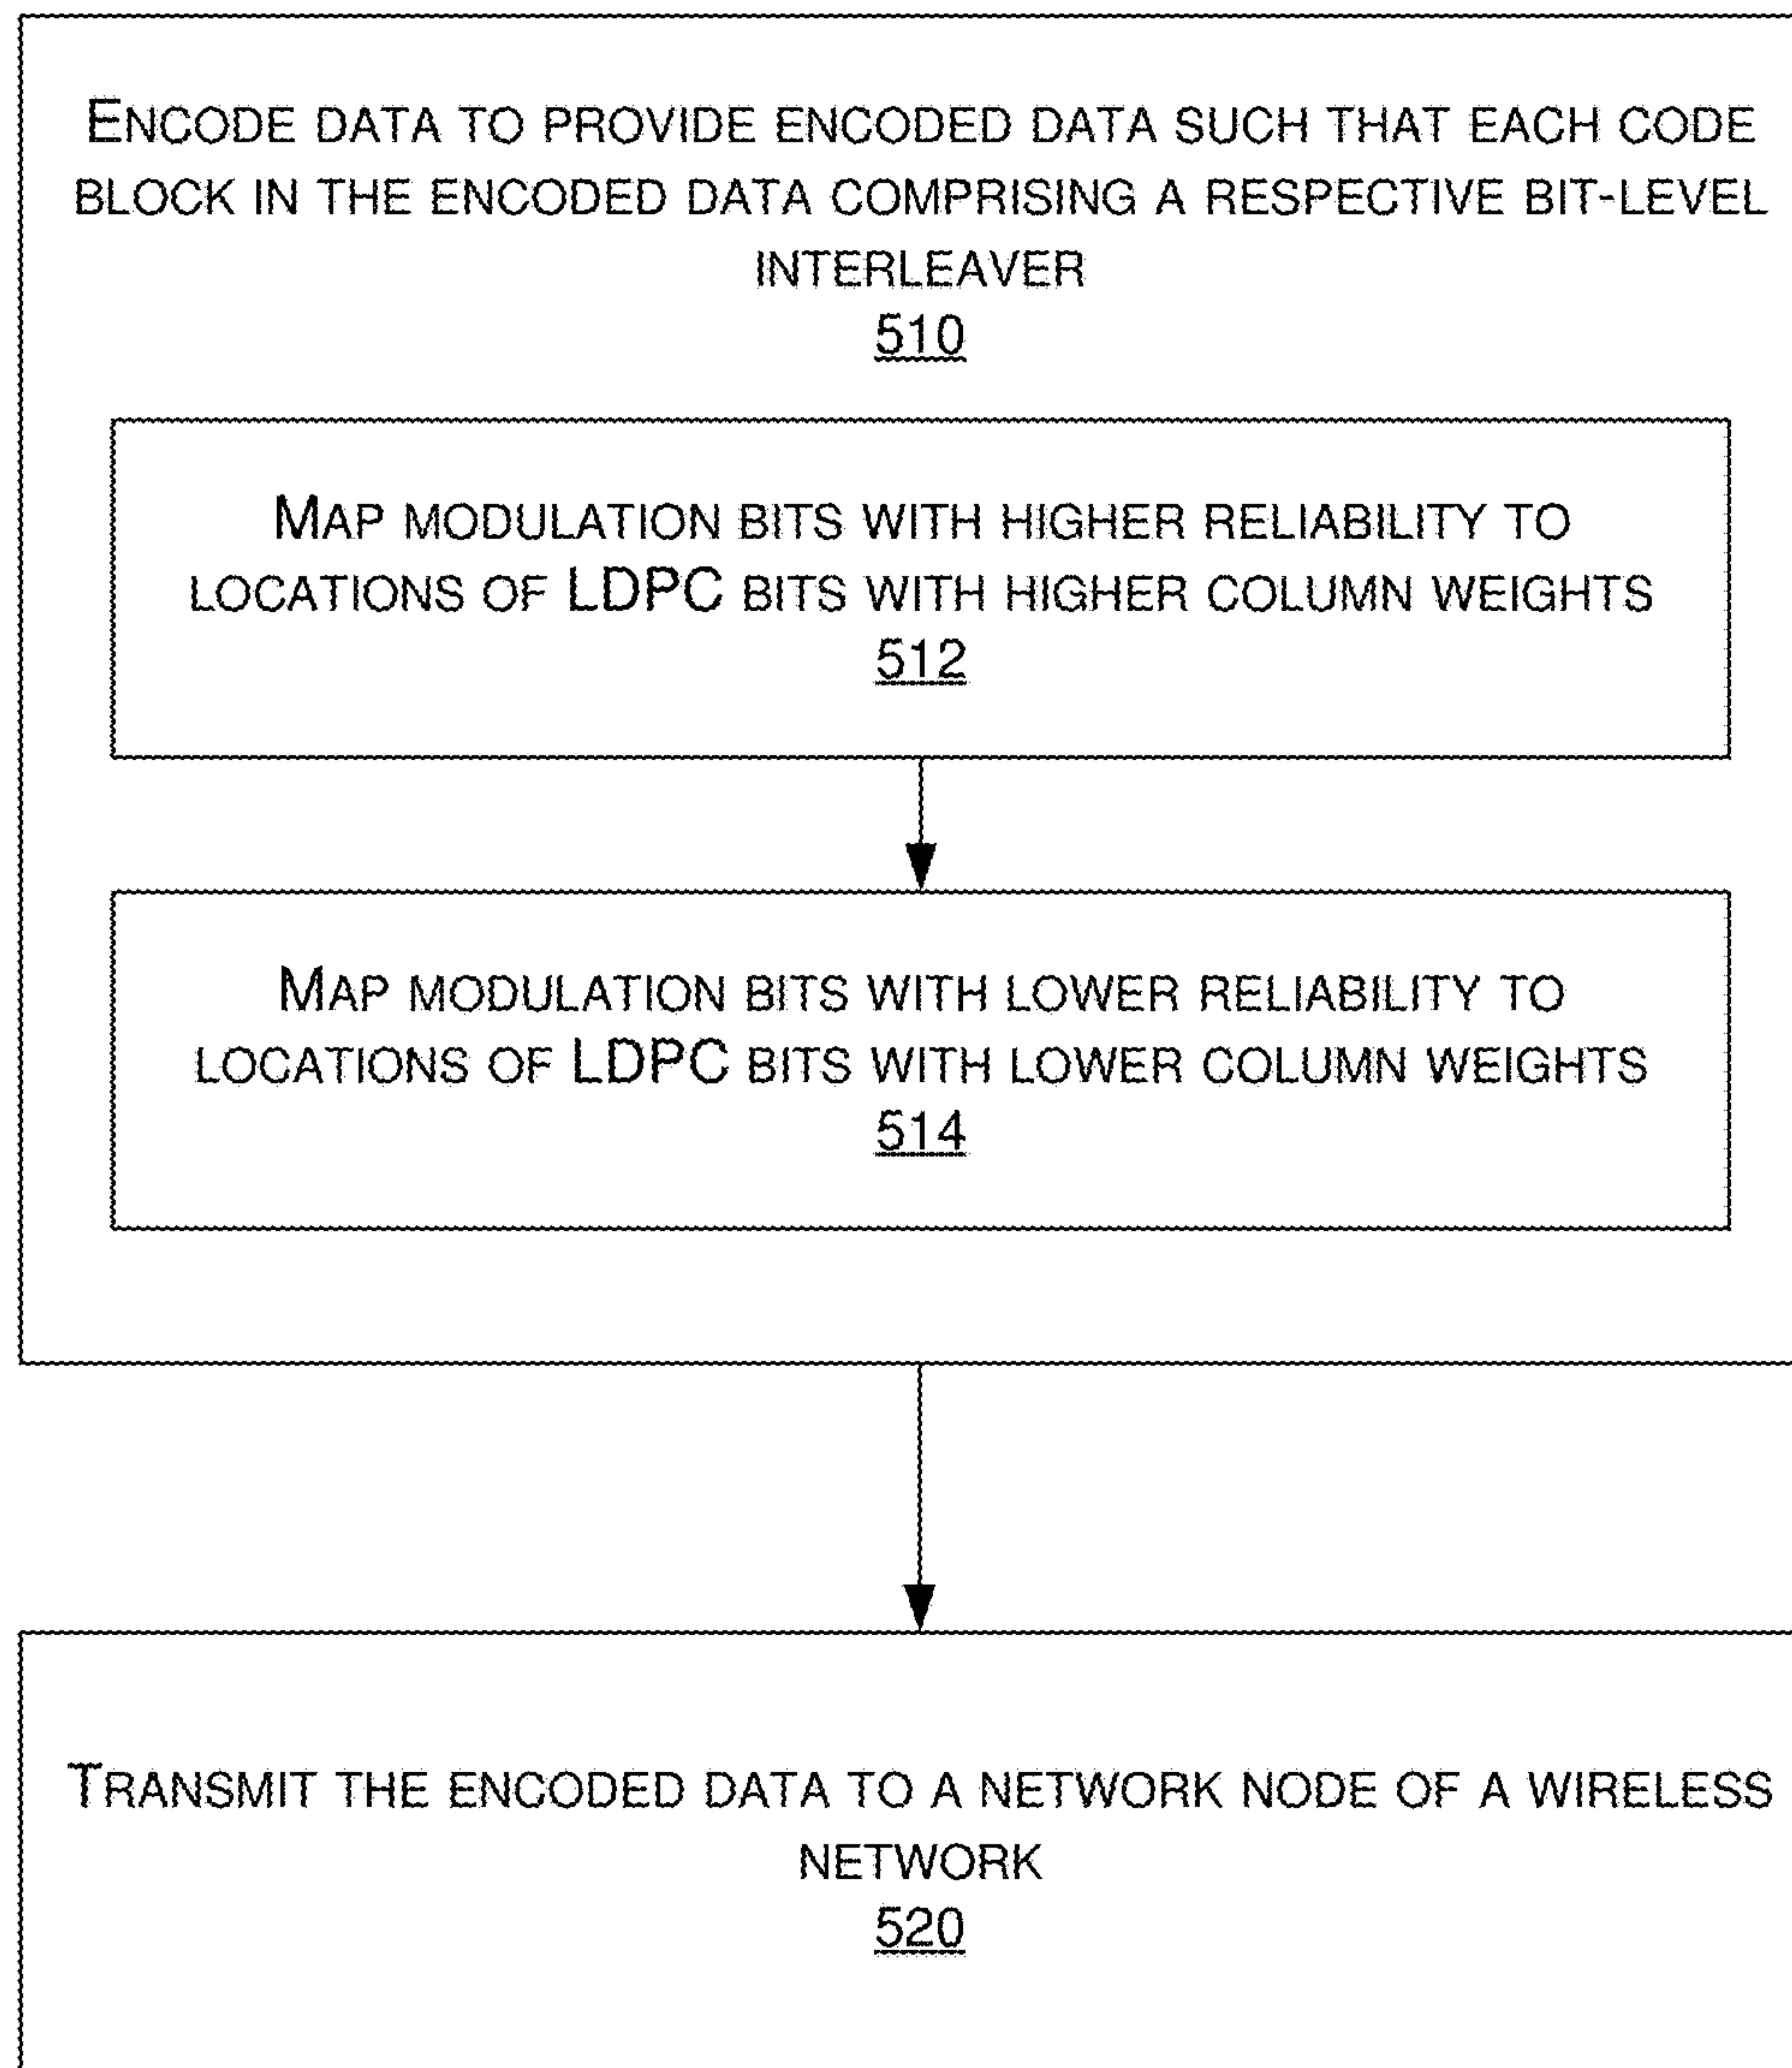 ENCODE DATA TO PROVIDE ENCODED DATA SUCH THAT EACH CODE
BLOCK IN THE ENCODED DATA COMPRISING A RESPECTIVE BIT-LEVEL
INTERLEAVER
510
MAP MODULATION BITS WITH HIGHER RELIABILITY TO
LOCATIONS OF LDPC BITS WITH HIGHER COLUMN WEIGHTS
512
MAP MODULATION BITS WITH LOWER RELIABILITY TO
LOCATIONS OF LDPC BITS WITH LOWER COLUMN WEIGHTS
514
TRANSMIT THE ENCODED DATA TO A NETWORK NODE OF A WIRELESS
NETWORK
520